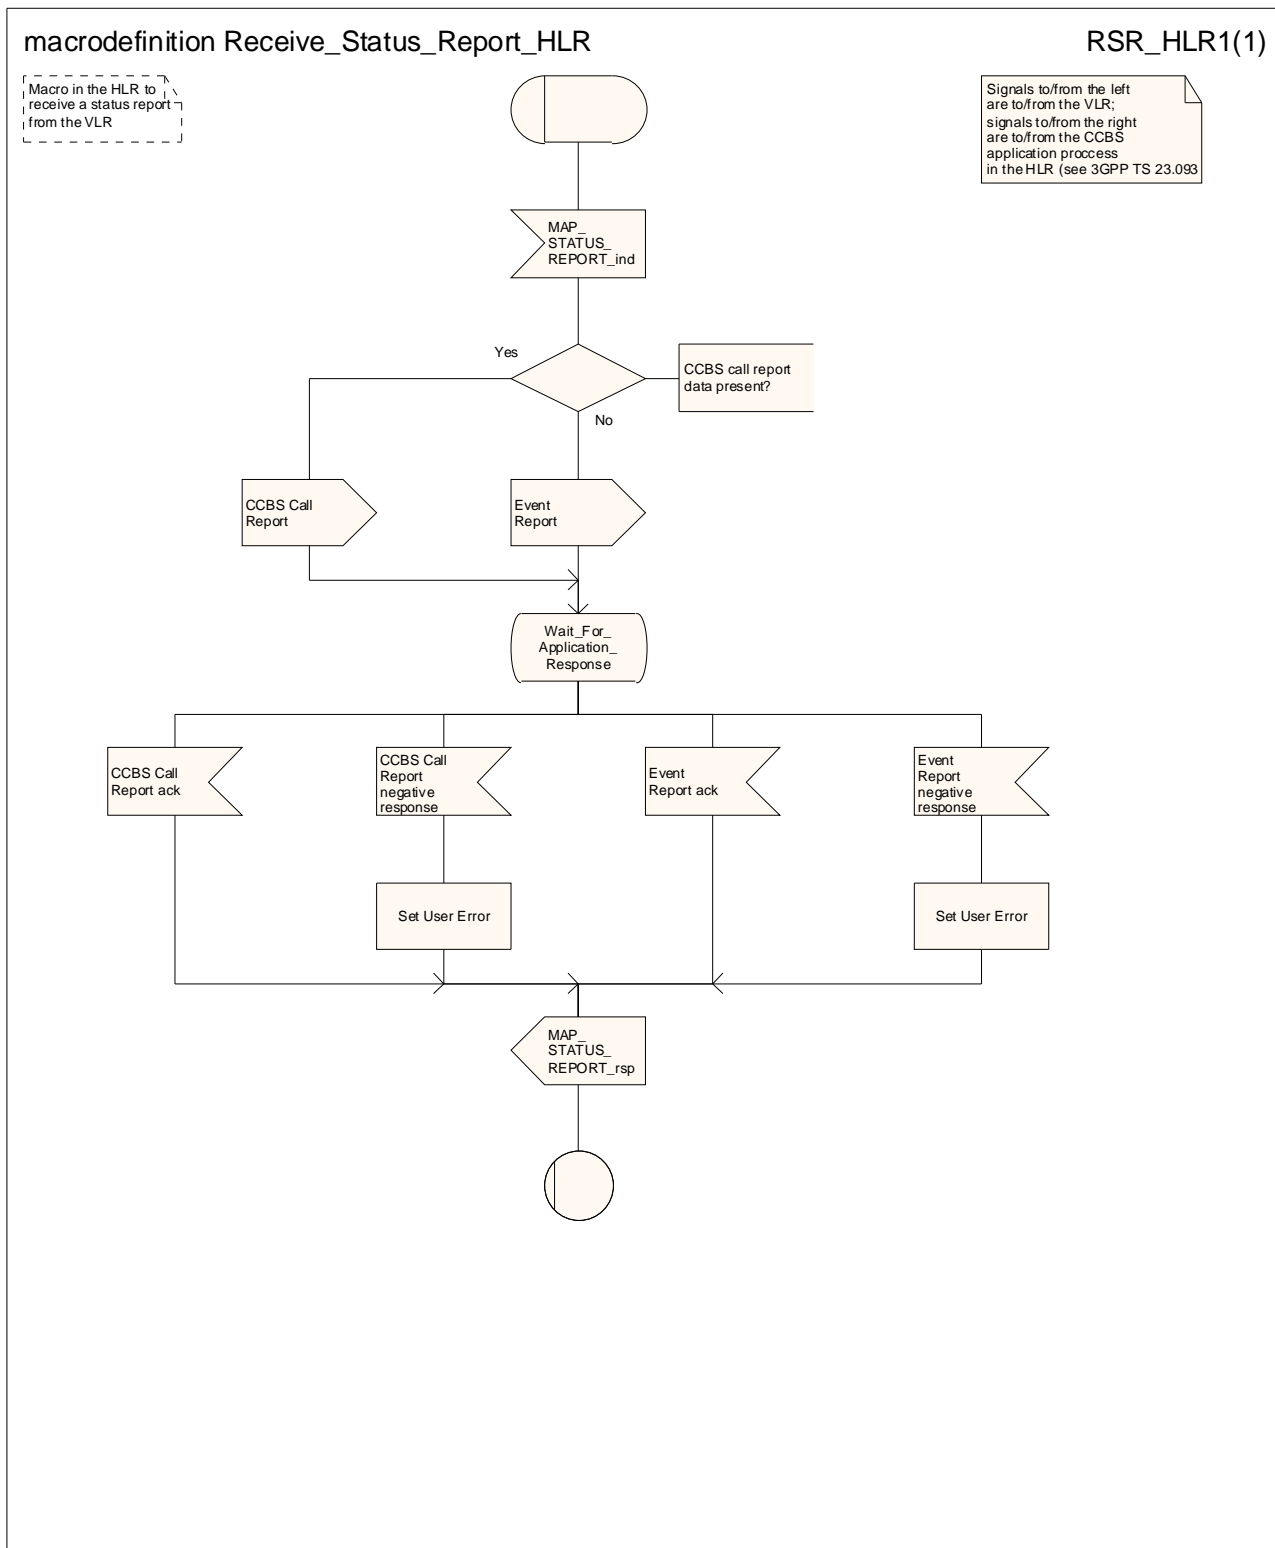 macrodefinition Receive_Status_Report_HLR
RSR_HLR1(1)
Macro in the HLR to
receive a status report
from the VLR
Signals to/from the left
are to/from the VLR;
signals to/from the right
are to/from the CCBS
application proccess
in the HLR (see 3GPP TS 23.093
MAP_
STATUS_
REPORT_ind
Yes
CCBS call report
data present?
No
CCBS Call
Report
Event
Report
Wait_For_
Application_
Response
CCBS Call
Report ack
CCBS Call
Report
negative
response
Event
Report ack
Event
Report
negative
response
Set User Error
Set User Error
MAP_
STATUS_
REPORT_rsp